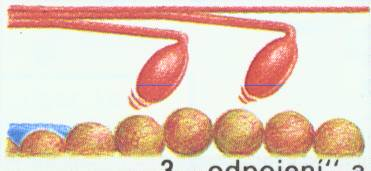 3. „odpojení“ a